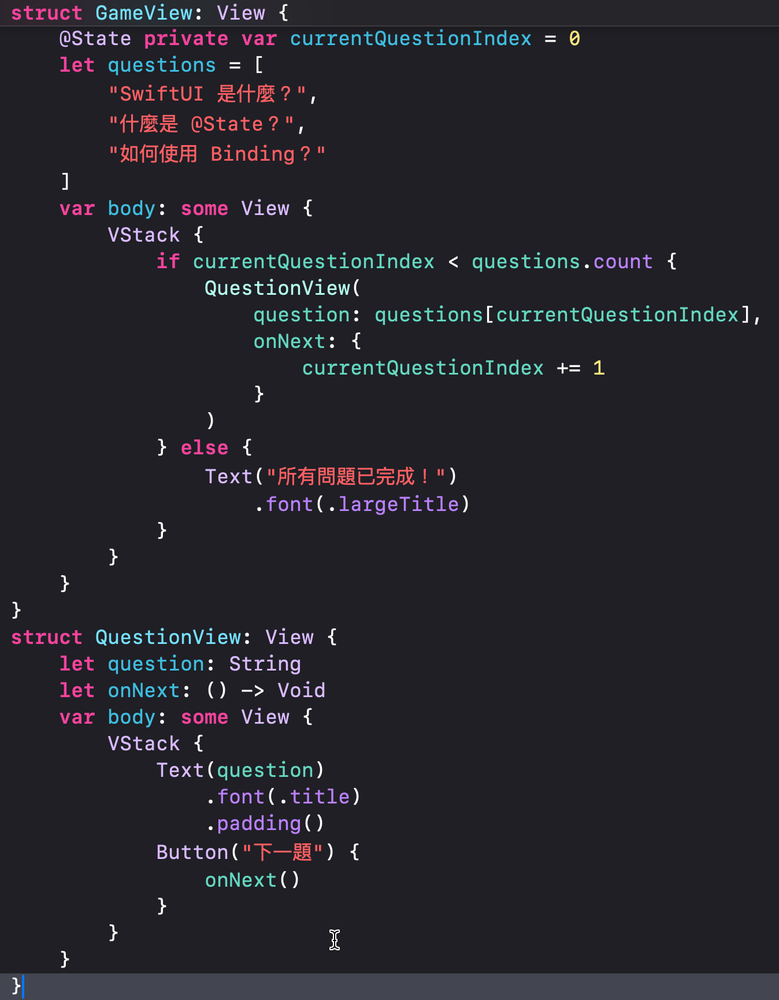 struct GameView: View {
    @State private var currentQuestionIndex = 0
    let questions = [
        "SwiftUI 是什麼？",
        "什麼是 @State？",
        "如何使用 Binding？"
    ]
    var body: some View {
        VStack {
            if currentQuestionIndex < questions.count {
                QuestionView(
                    question: questions[currentQuestionIndex],
                    onNext: {
                        currentQuestionIndex += 1
                    }
                )
            } else {
                Text("所有問題已完成！")
                    .font(.largeTitle)
            }
        }
    }
}
struct QuestionView: View {
    let question: String
    let onNext: () -> Void
    var body: some View {
        VStack {
            Text(question)
                .font(.title)
                .padding()
            Button("下一題") {
                onNext()
            }
        }
    }
}